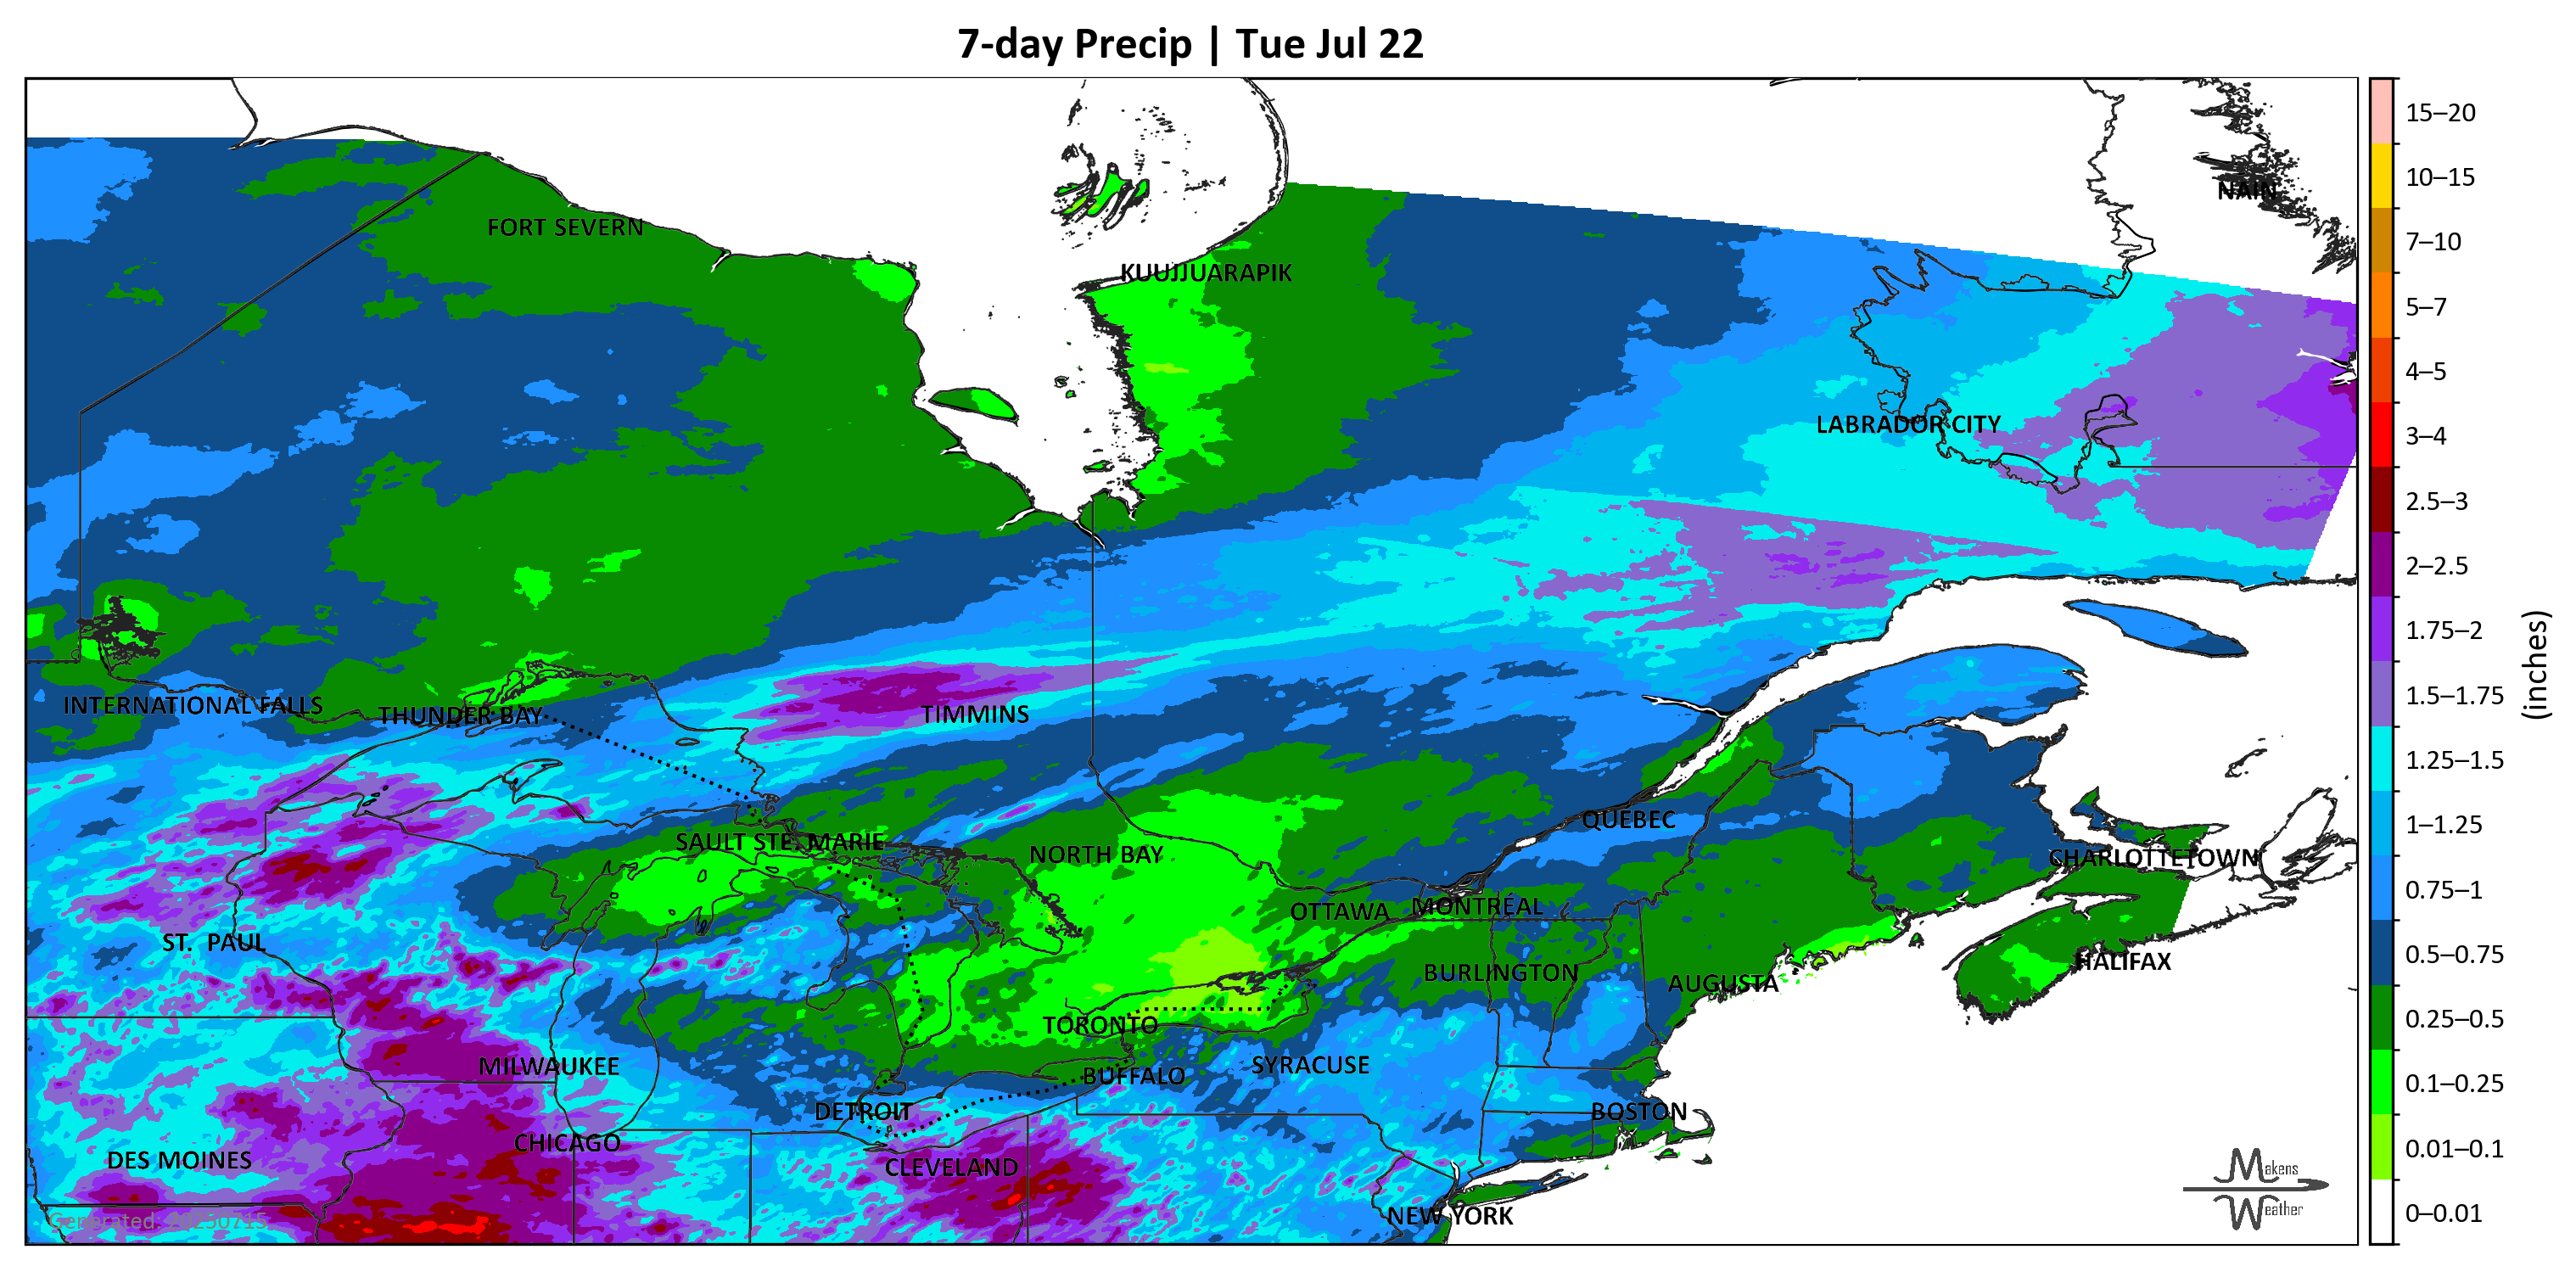 7-day Precip | Tue Jul 22
NAIN
FORT SEVERN
KUUJJUARAPIK
LABRADOR CITY
INTERNATIONAL FALLS
THUNDER BAY
TIMMINS
QUEBEC
SAULT STE. MARIE
NORTH BAY
CHARLOTTETOWN
OTTAWA
MONTRÉAL
ST. PAUL
HALIFAX
BURLINGTON
AUGUSTA
TORONTO
MILWAUKEE
SYRACUSE
BUFFALO
DETROIT
BOSTON
CHICAGO
DES MOINES
CLEVELAND
NEW YORK
Generated: 20250715
Makens
Weather
15–20
10–15
7–10
5–7
4–5
3–4
2.5–3
2–2.5
1.75–2
1.5–1.75
1.25–1.5
1–1.25
0.75–1
0.5–0.75
0.25–0.5
0.1–0.25
0.01–0.1
0–0.01
(inches)